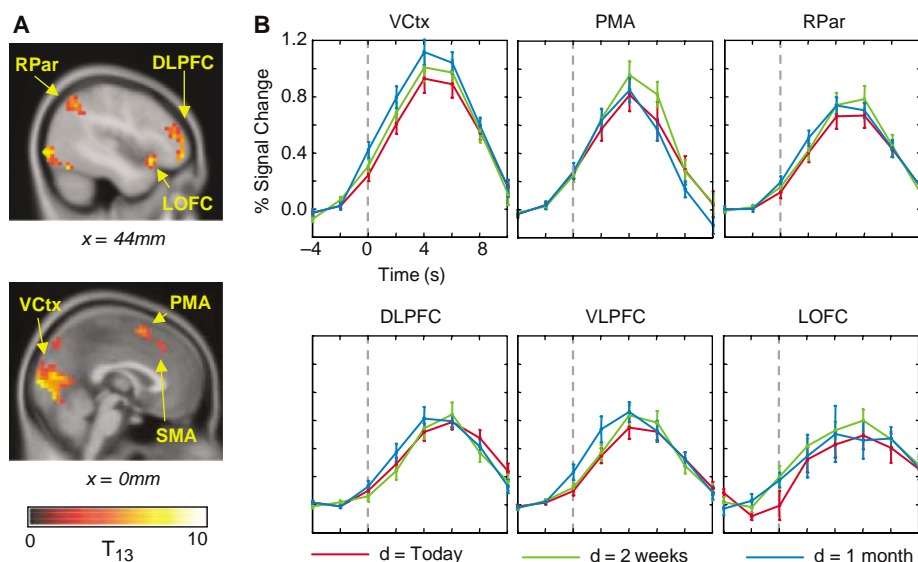 A
RPar
DLPFC
LOFC
x = 44mm
VCtx
PMA
SMA
x = 0mm
0
10
T13
B
VCtx
PMA
RPar
% Signal Change
1.2
0.8
0.4
0.0
−4
0
4
8
Time (s)
DLPFC
VLPFC
LOFC
d = Today
d = 2 weeks
d = 1 month